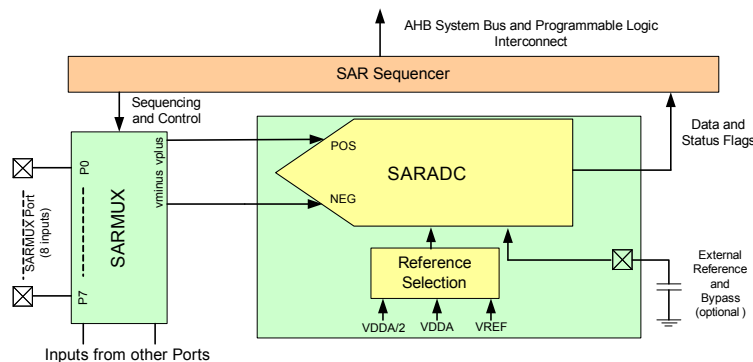 AHB System Bus and Programmable Logic
Interconnect
SAR Sequencer
Sequencing
and Control
Data and
Status Flags
vminus vplus
POS
NEG
SARADC
P0
P7
SARMUX
SARMUX Port
(8 inputs)
Reference
Selection
External
Reference
and
Bypass
(optional )
VDDA/2
VDDA
VREF
Inputs from other Ports